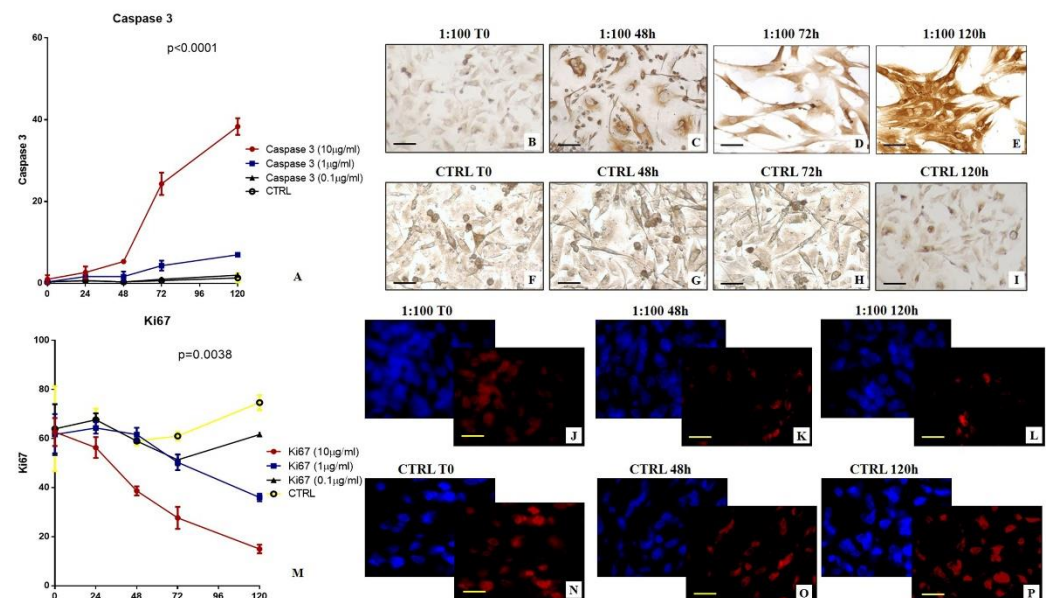 Caspase 3
p<0.0001
60
40
20
0
Caspase 3
0 24 48 72 96 120
Caspase 3 (10µg/ml)
Caspase 3 (1µg/ml)
Caspase 3 (0.1µg/ml)
CTRL
A
1:100 T0 1:100 48h 1:100 72h 1:100 120h
B C D E
CTRL T0 CTRL 48h CTRL 72h CTRL 120h
F G H I
Ki67
p=0.0038
100
80
60
40
20
0
Ki67
0 24 48 72 96 120
Ki67 (10µg/ml)
Ki67 (1µg/ml)
Ki67 (0.1µg/ml)
CTRL
M
1:100 T0 1:100 48h 1:100 120h
J K L
CTRL T0 CTRL 48h CTRL 120h
N O P